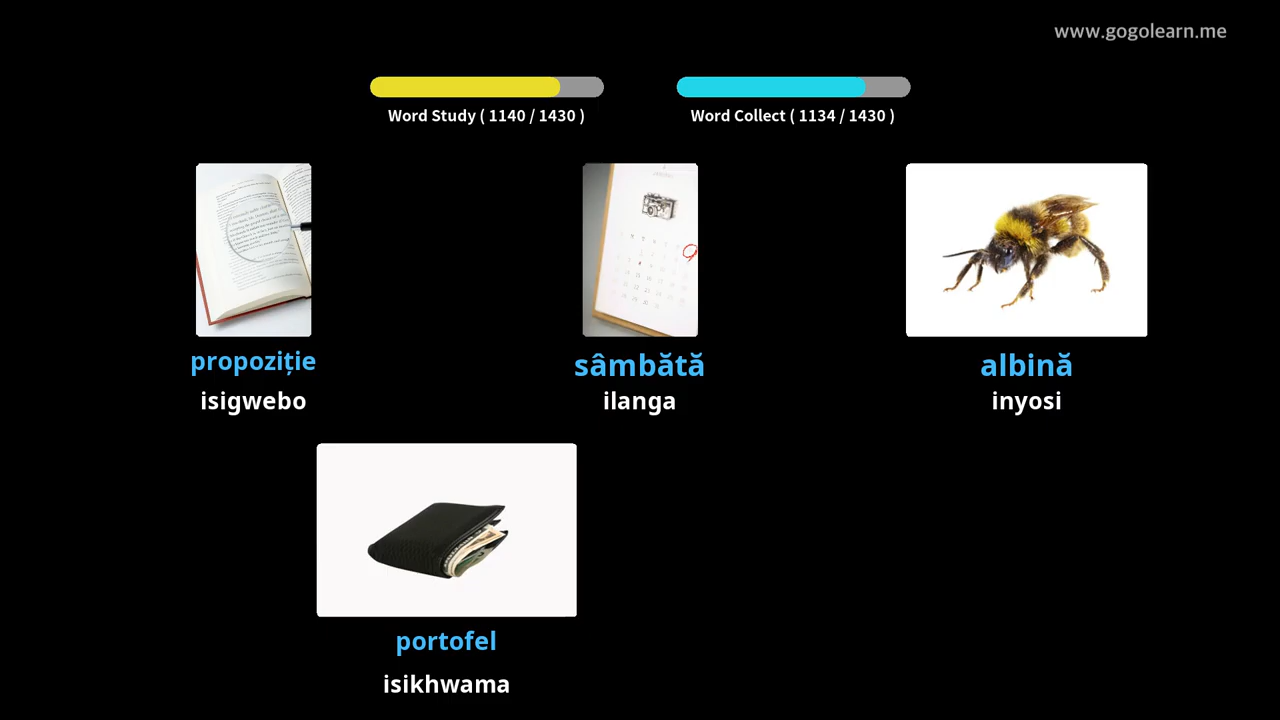 www.gogolearn.me
Word Study ( 1140 / 1430 )
Word Collect ( 1134 / 1430 )
propoziție
sâmbătă
albină
isigwebo
ilanga
inyosi
portofel
isikhwama